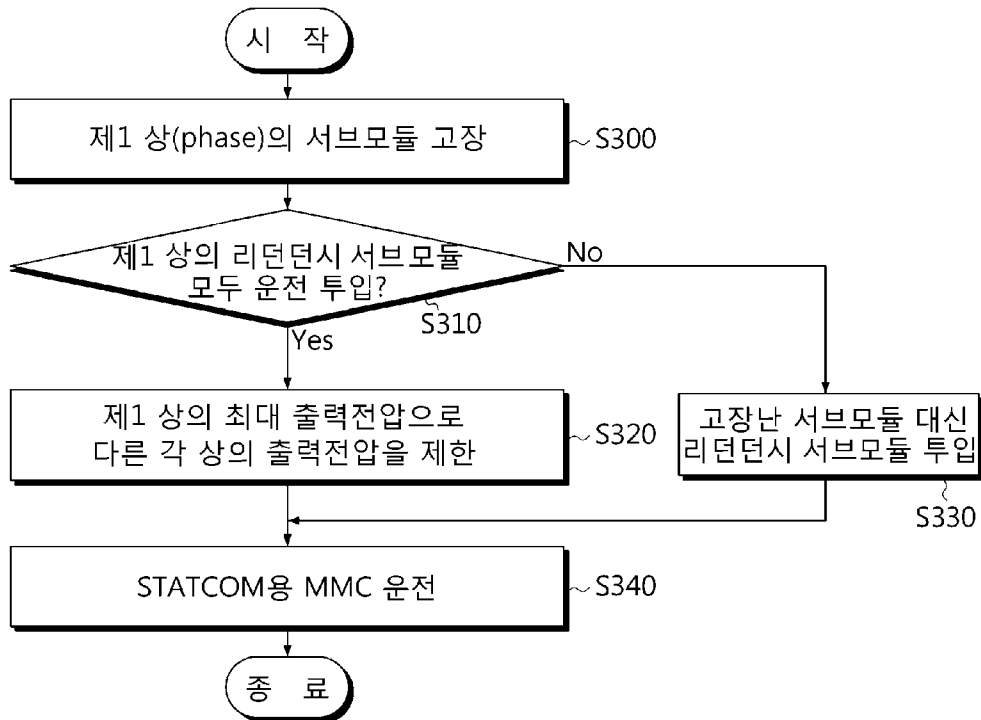 시 작
제1 상(phase)의 서브모듈 고장
S300
제1 상의 리던던시 서브모듈
모두 운전 투입?
No
S310
Yes
제1 상의 최대 출력전압으로
다른 각 상의 출력전압을 제한
S320
고장난 서브모듈 대신
리던던시 서브모듈 투입
S330
STATCOM용 MMC 운전
S340
종 료